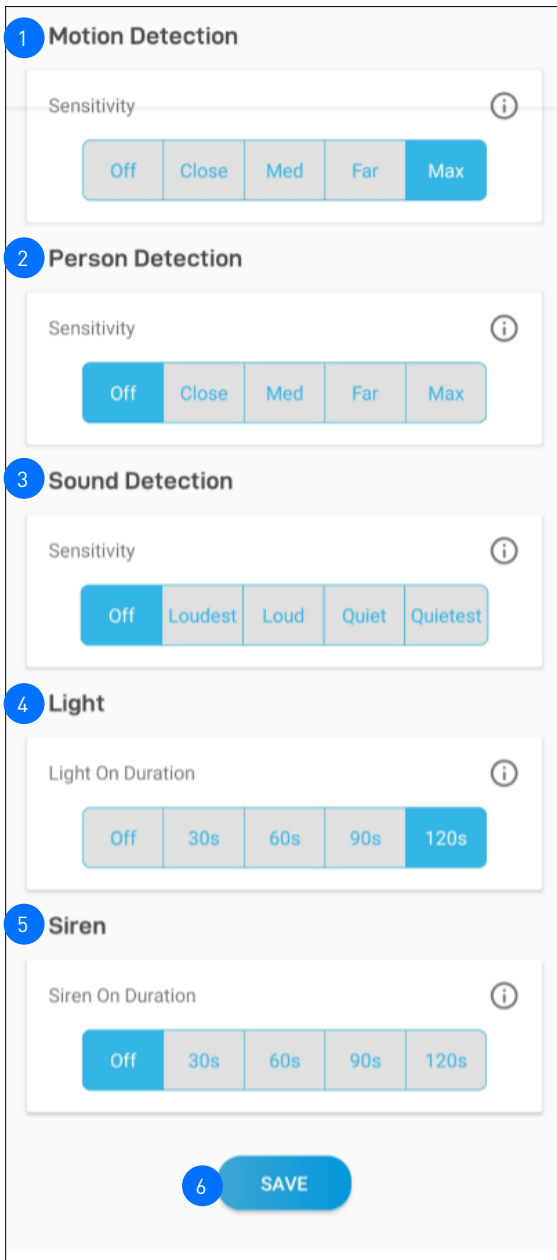 1 Motion Detection
Sensitivity
Off Close Med Far Max
2 Person Detection
Sensitivity
Off Close Med Far Max
3 Sound Detection
Sensitivity
Off Loudest Loud Quiet Quietest
4 Light
Light On Duration
Off 30s 60s 90s 120s
5 Siren
Siren On Duration
Off 30s 60s 90s 120s
6 SAVE